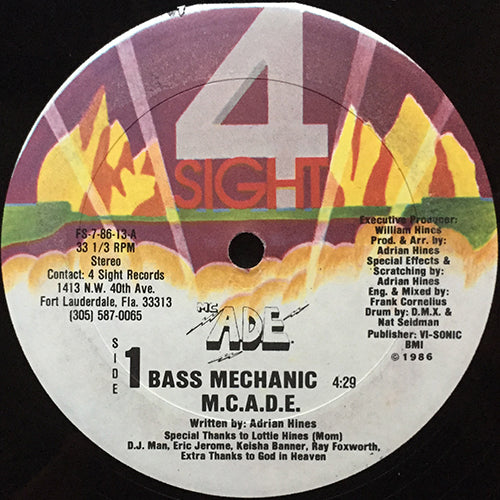 4
SIGHT
FS-7-86-13-A
33 1/3 RPM
Stereo
Contact: 4 Sight Records
1413 N.W. 40th Ave.
Fort Lauderdale, Fla. 33313
(305) 587-0065
Executive Producer:
William Hines
Prod. & Arr. by:
Adrian Hines
Special Effects &
Scratching by:
Adrian Hines
Eng. & Mixed by:
Frank Cornelius
Drum by: D.M.X. &
Nat Seidman
Publisher: VI-SONIC
BMI
© 1986
MC
ADE
SIDE 1
BASS MECHANIC 4:29
M.C.A.D.E.
Written by: Adrian Hines
Special Thanks to Lottie Hines (Mom)
D.J. Man, Eric Jerome, Keisha Banner, Ray Foxworth,
Extra Thanks to God in Heaven